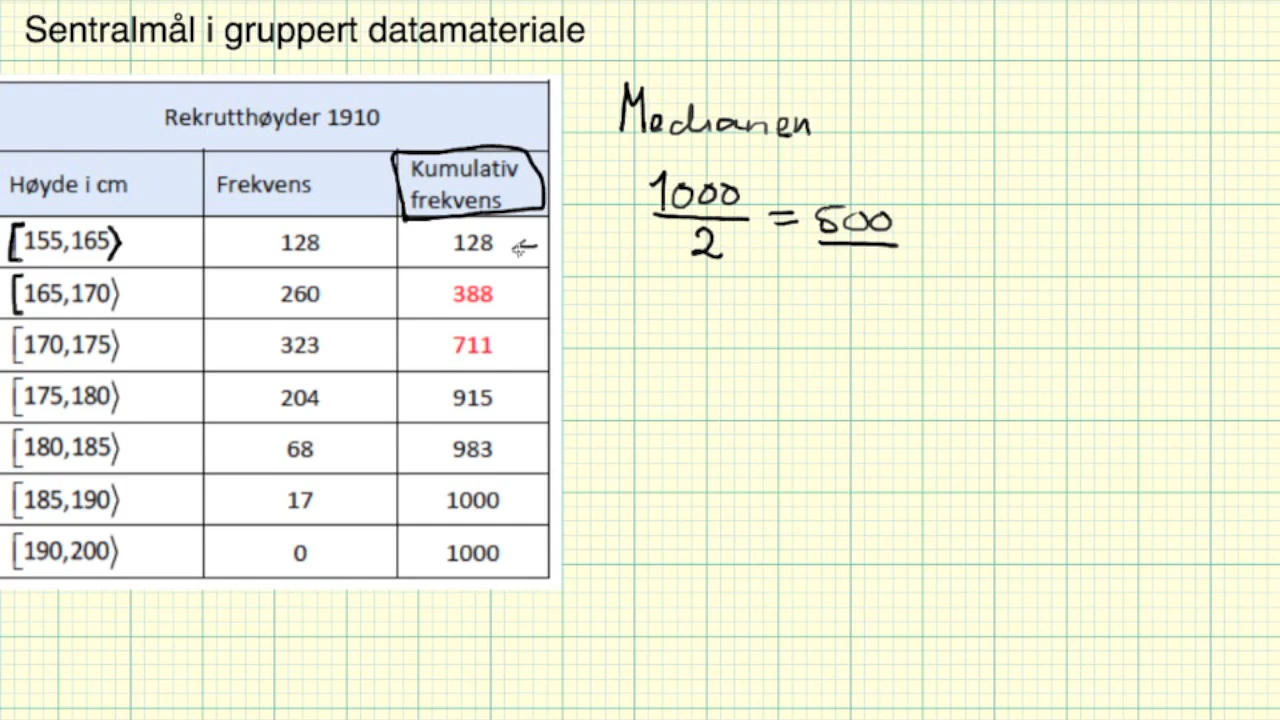 Sentralmål i gruppert datamateriale
Rekrutthøyder 1910
Høyde i cm Frekvens Kumulativ frekvens
[155,165⟩ 128 128
[165,170⟩ 260 388
[170,175⟩ 323 711
[175,180⟩ 204 915
[180,185⟩ 68 983
[185,190⟩ 17 1000
[190,200⟩ 0 1000
Medianen
1000
2
= 500